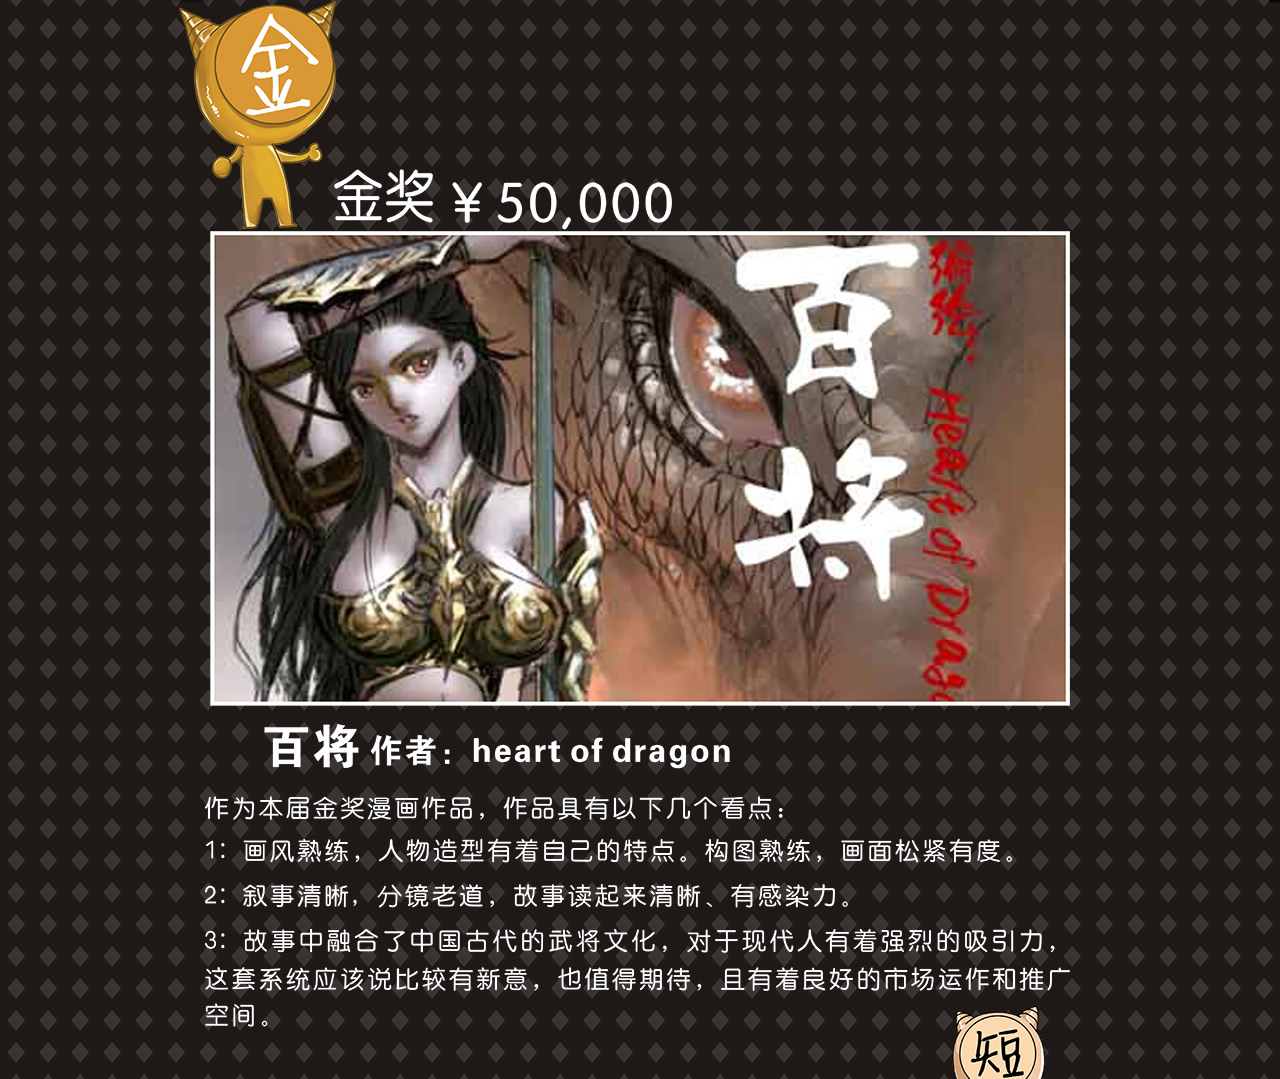 金
金奖 ￥50,000
百将
Heart of Drago
百将 作者：heart of dragon
作为本届金奖漫画作品，作品具有以下几个看点：
1：画风熟练，人物造型有着自己的特点。构图熟练，画面松紧有度。
2：叙事清晰，分镜老道，故事读起来清晰、有感染力。
3：故事中融合了中国古代的武将文化，对于现代人有着强烈的吸引力，
这套系统应该说比较有新意，也值得期待，且有着良好的市场运作和推广
空间。
短